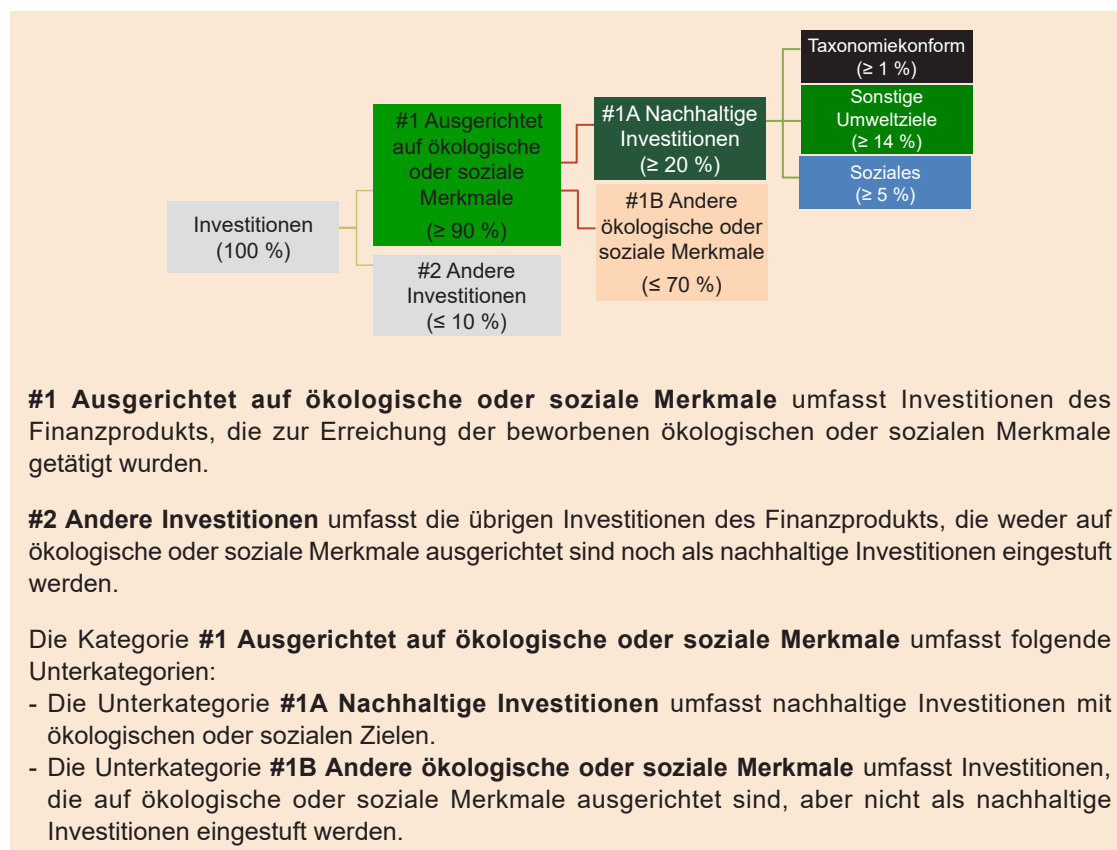 Investitionen
(100 %)
#1 Ausgerichtet
auf ökologische
oder soziale
Merkmale
(≥ 90 %)
#2 Andere
Investitionen
(≤ 10 %)
#1A Nachhaltige
Investitionen
(≥ 20 %)
#1B Andere
ökologische oder
soziale Merkmale
(≤ 70 %)
Taxonomiekonform
(≥ 1 %)
Sonstige
Umweltziele
(≥ 14 %)
Soziales
(≥ 5 %)
#1 Ausgerichtet auf ökologische oder soziale Merkmale umfasst Investitionen des
Finanzprodukts, die zur Erreichung der beworbenen ökologischen oder sozialen Merkmale
getätigt wurden.
#2 Andere Investitionen umfasst die übrigen Investitionen des Finanzprodukts, die weder auf
ökologische oder soziale Merkmale ausgerichtet sind noch als nachhaltige Investitionen eingestuft
werden.
Die Kategorie #1 Ausgerichtet auf ökologische oder soziale Merkmale umfasst folgende
Unterkategorien:
- Die Unterkategorie #1A Nachhaltige Investitionen umfasst nachhaltige Investitionen mit
ökologischen oder sozialen Zielen.
- Die Unterkategorie #1B Andere ökologische oder soziale Merkmale umfasst Investitionen,
die auf ökologische oder soziale Merkmale ausgerichtet sind, aber nicht als nachhaltige
Investitionen eingestuft werden.